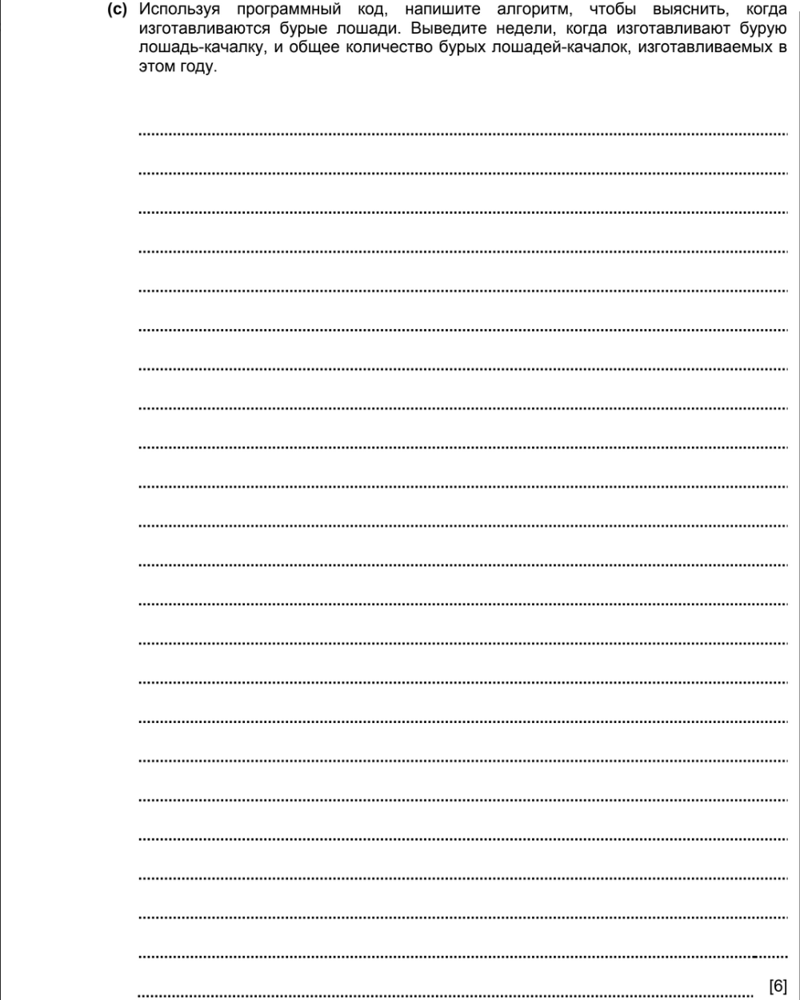 (c) Используя программный код, напишите алгоритм, чтобы выяснить, когда
изготавливаются бурые лошади. Выведите недели, когда изготавливают бурую
лошадь-качалку, и общее количество бурых лошадей-качалок, изготавливаемых в
этом году.
[6]